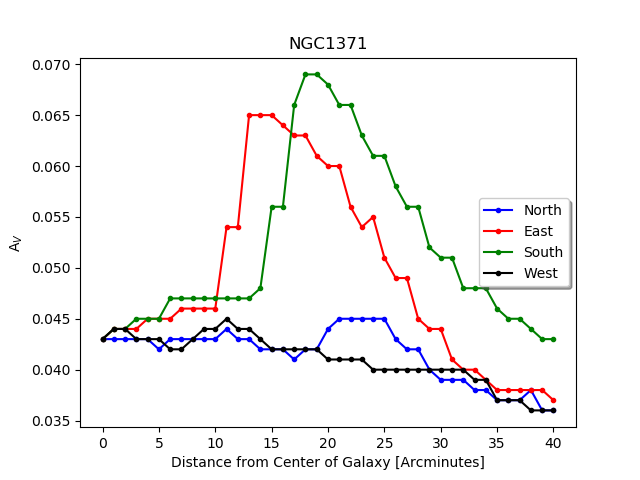 NGC1371
0.070
0.065
0.060
0.055
0.050
0.045
0.040
0.035
A_V
North
East
South
West
0 5 10 15 20 25 30 35 40
Distance from Center of Galaxy [Arcminutes]